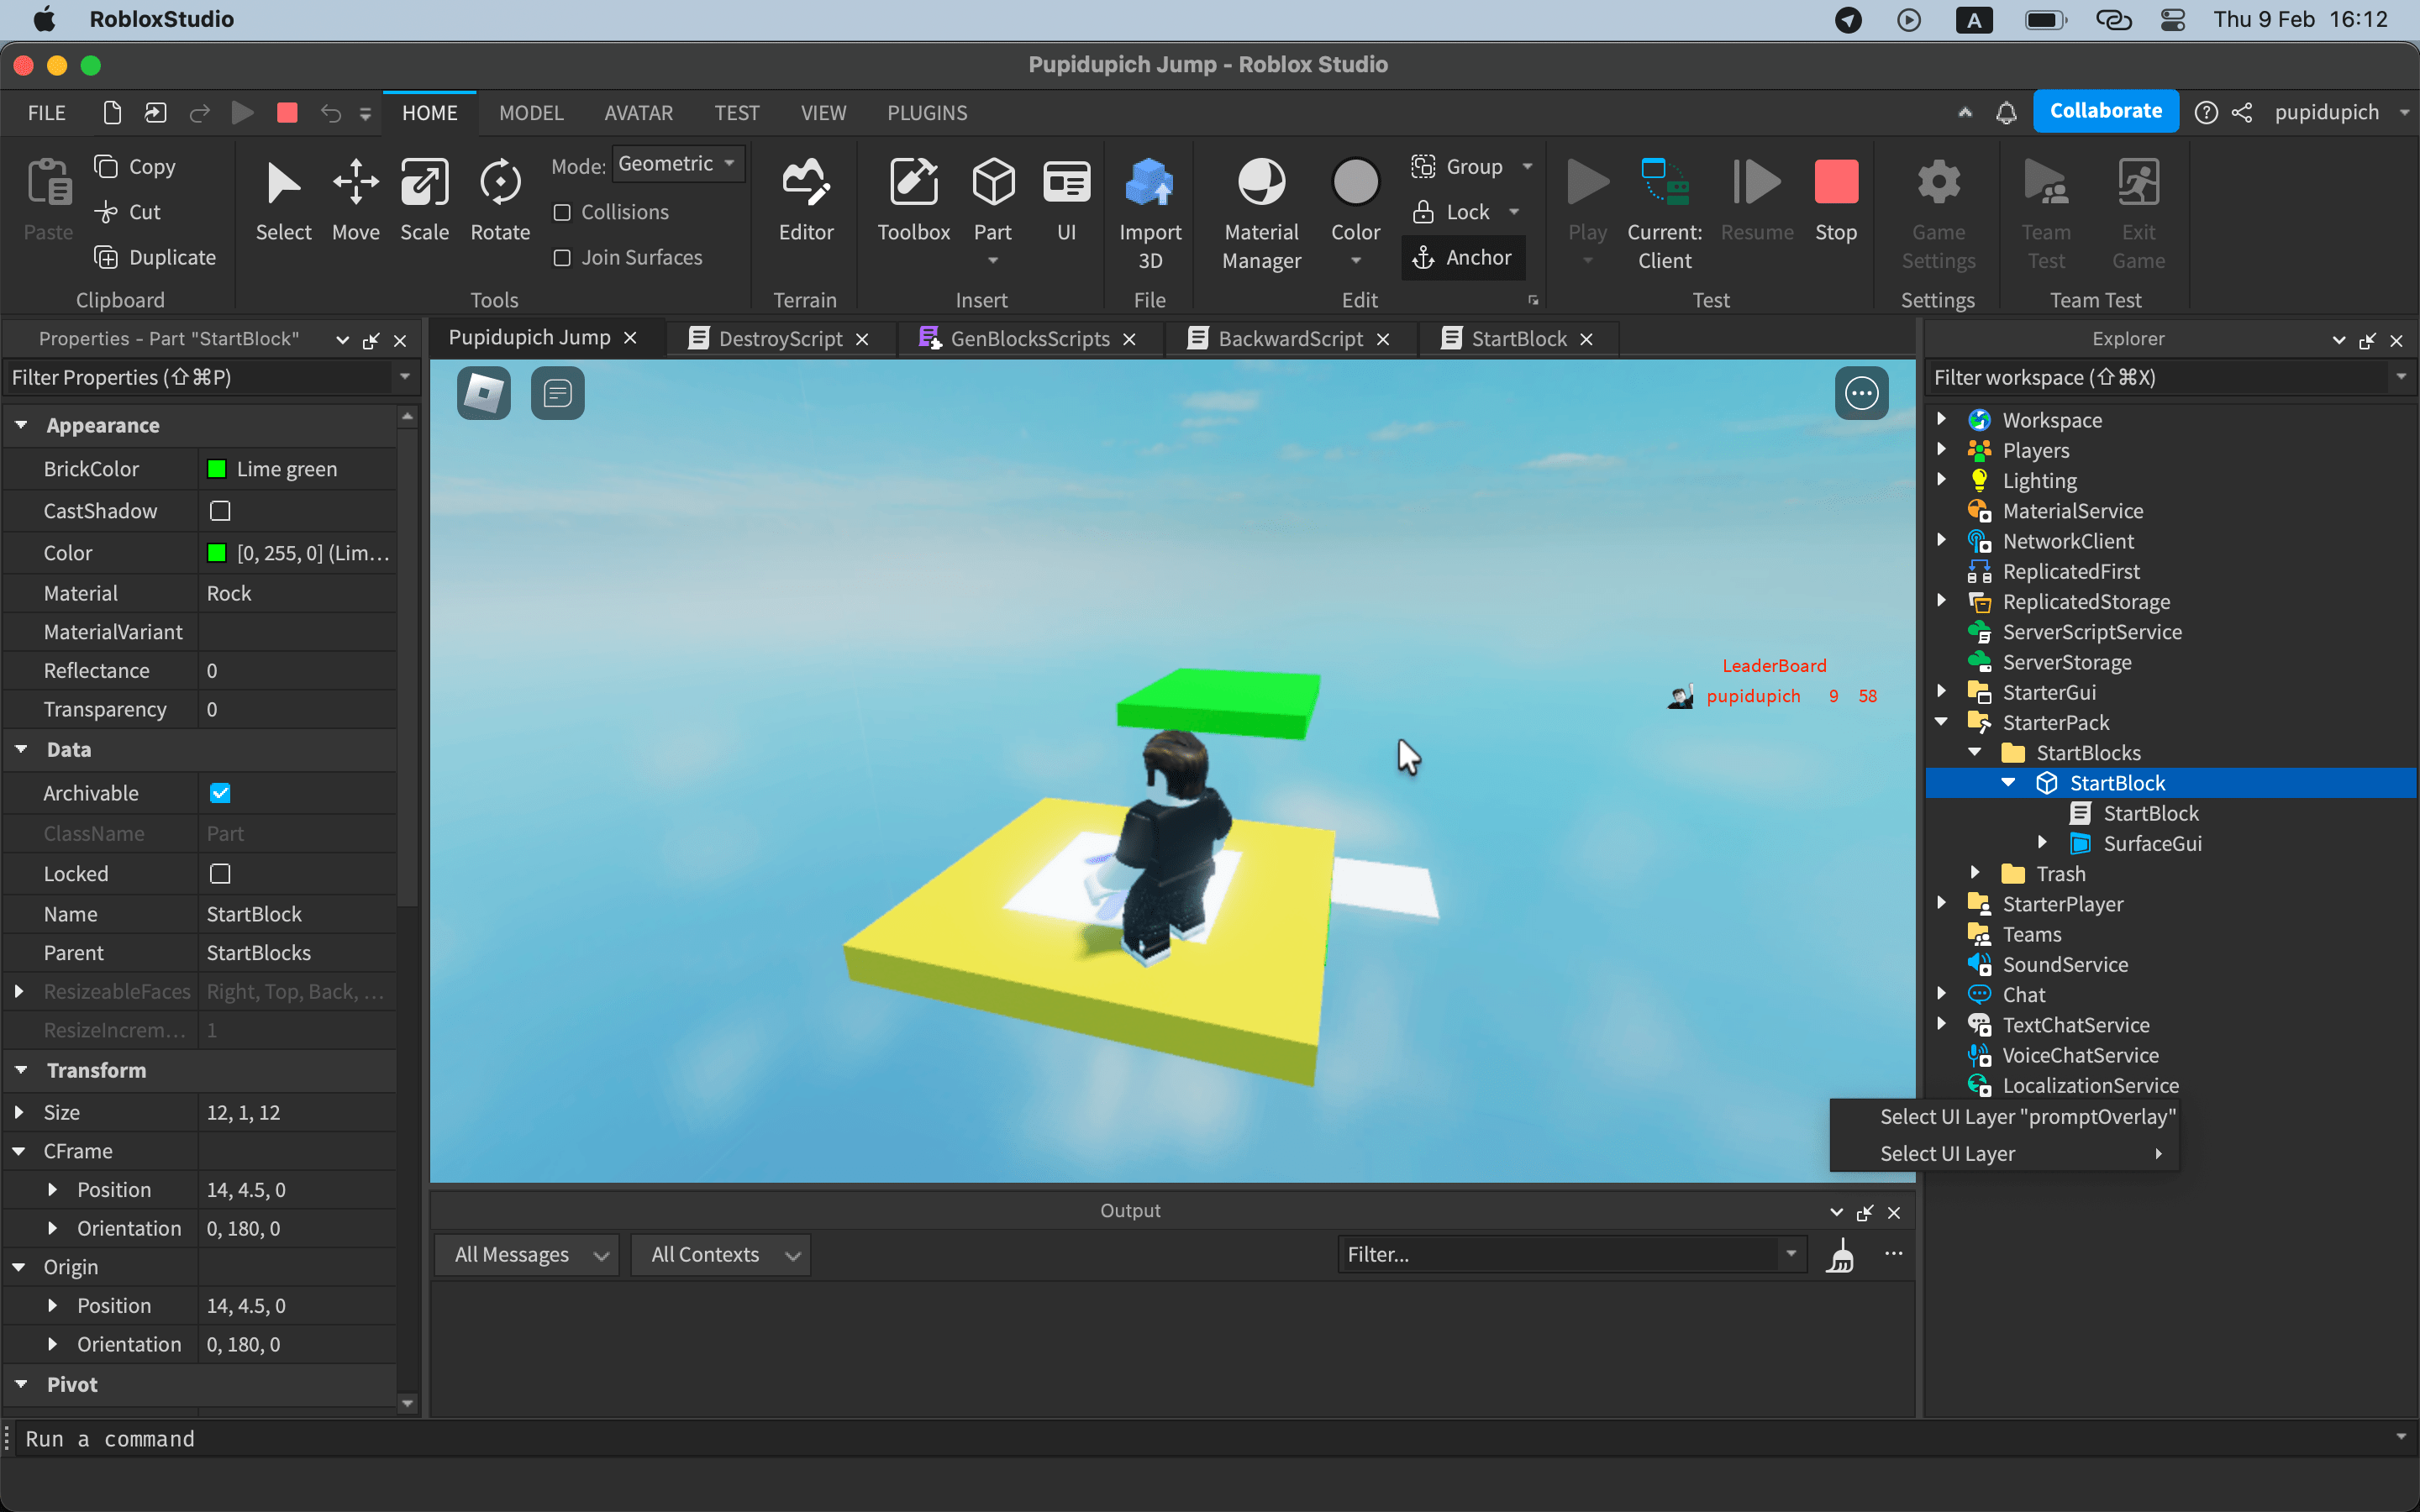 RobloxStudio
A
Thu 9 Feb 16:12
Pupidupich Jump - Roblox Studio
FILE
HOME
MODEL
AVATAR
TEST
VIEW
PLUGINS
Collaborate
pupidupich
Paste
Copy
Cut
Duplicate
Clipboard
Select
Move
Scale
Rotate
Mode: Geometric
Collisions
Join Surfaces
Tools
Editor
Terrain
Toolbox
Part
UI
Insert
Import 3D
File
Material Manager
Color
Group
Lock
Anchor
Edit
Play
Current: Client
Resume
Stop
Test
Game Settings
Settings
Team Test
Exit Game
Team Test
Properties - Part "StartBlock"
Filter Properties (⇧⌘P)
Appearance
BrickColor Lime green
CastShadow
Color [0, 255, 0] (Lim...
Material Rock
MaterialVariant
Reflectance 0
Transparency 0
Data
Archivable
ClassName Part
Locked
Name StartBlock
Parent StartBlocks
ResizeableFaces Right, Top, Back, ...
ResizeIncrem... 1
Transform
Size 12, 1, 12
CFrame
Position 14, 4.5, 0
Orientation 0, 180, 0
Origin
Position 14, 4.5, 0
Orientation 0, 180, 0
Pivot
Pupidupich Jump
DestroyScript
GenBlocksScripts
BackwardScript
StartBlock
LeaderBoard
pupidupich 9 58
Output
All Messages
All Contexts
Filter...
Explorer
Filter workspace (⇧⌘X)
Workspace
Players
Lighting
MaterialService
NetworkClient
ReplicatedFirst
ReplicatedStorage
ServerScriptService
ServerStorage
StarterGui
StarterPack
StartBlocks
StartBlock
StartBlock
SurfaceGui
Trash
StarterPlayer
Teams
SoundService
Chat
TextChatService
VoiceChatService
LocalizationService
Select UI Layer "promptOverlay"
Select UI Layer
Run a command